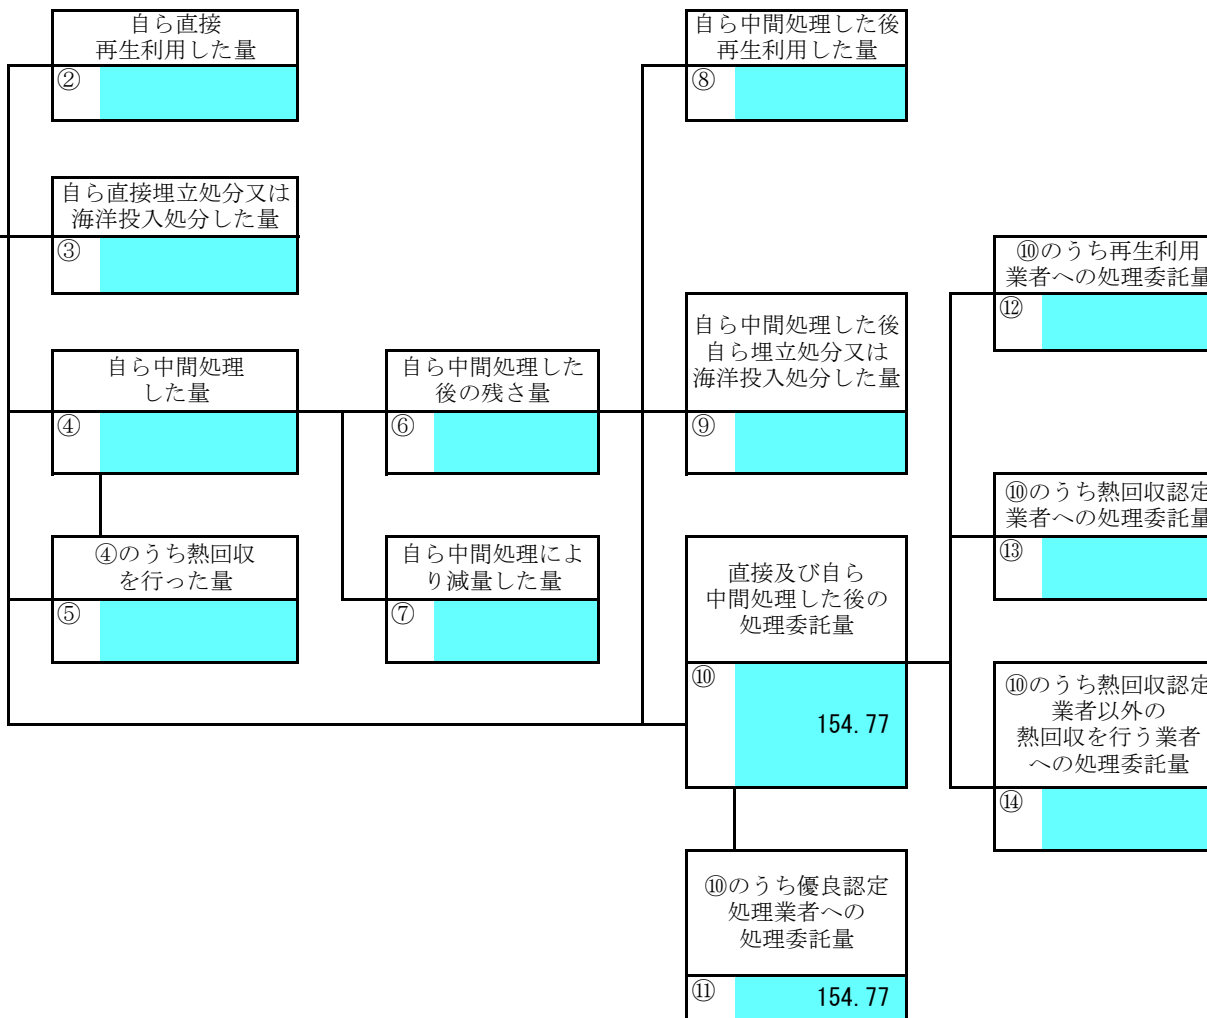 自ら直接
再生利用した量
②
自ら中間処理した後
再生利用した量
⑧
自ら直接埋立処分又は
海洋投入処分した量
③
⑩のうち再生利用
業者への処理委託量
⑫
自ら中間処理した後
自ら埋立処分又は
海洋投入処分した量
⑨
自ら中間処理
した量
④
自ら中間処理した
後の残さ量
⑥
⑩のうち熱回収認定
業者への処理委託量
⑬
④のうち熱回収
を行った量
⑤
自ら中間処理によ
り減量した量
⑦
直接及び自ら
中間処理した後の
処理委託量
⑩
154.77
⑩のうち熱回収認定
業者以外の
熱回収を行う業者
への処理委託量
⑭
⑩のうち優良認定
処理業者への
処理委託量
⑪
154.77